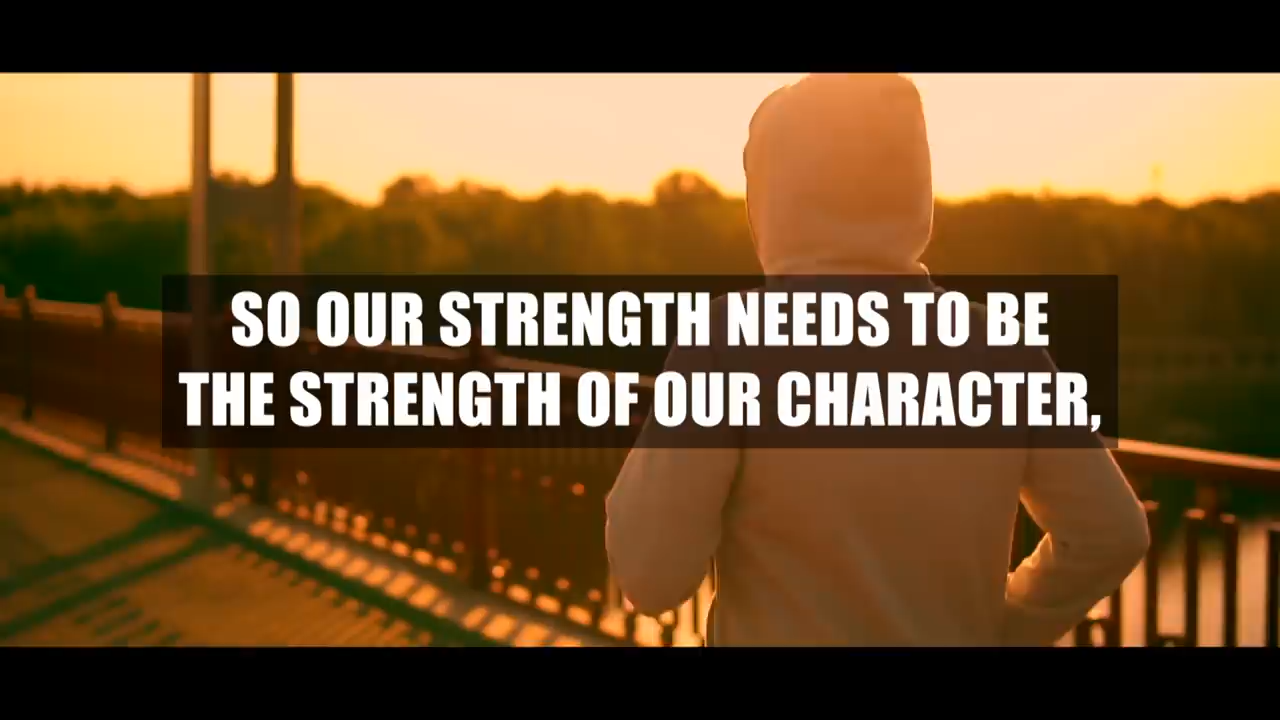 SO OUR STRENGTH NEEDS TO BE
THE STRENGTH OF OUR CHARACTER,